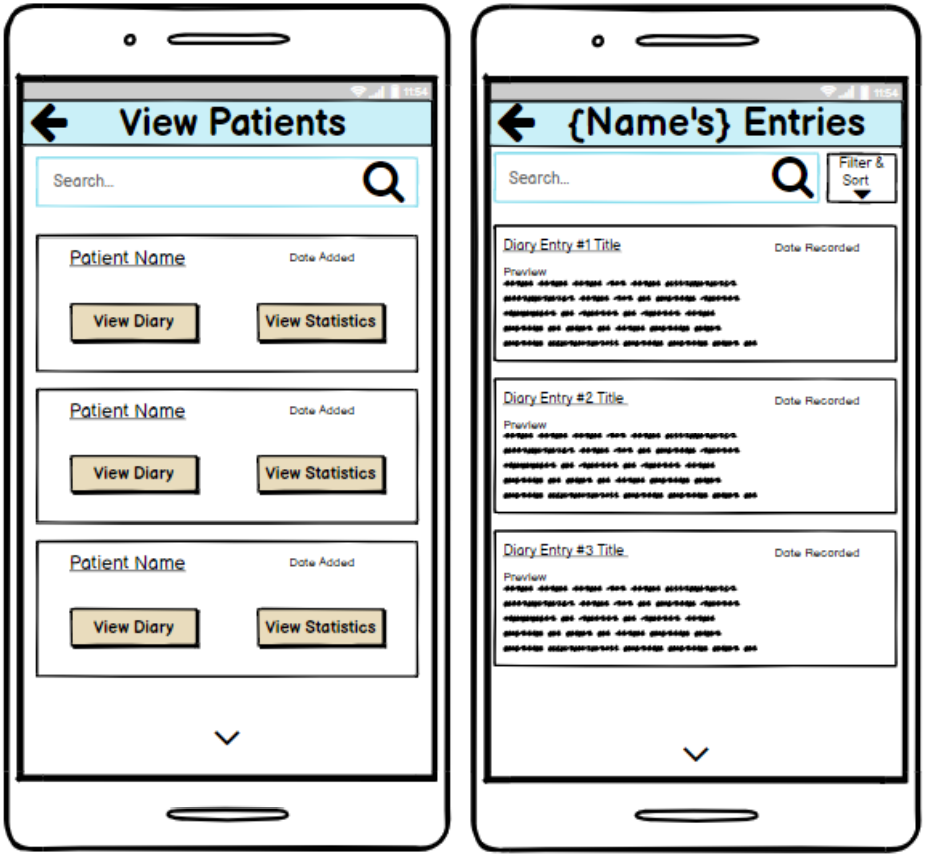 11:54
View Patients
Search...
Patient Name
Date Added
View Diary
View Statistics
Patient Name
Date Added
View Diary
View Statistics
Patient Name
Date Added
View Diary
View Statistics
11:54
{Name's} Entries
Search...
Filter &
Sort
Diary Entry #1 Title
Date Recorded
Preview
Diary Entry #2 Title
Date Recorded
Preview
Diary Entry #3 Title
Date Recorded
Preview